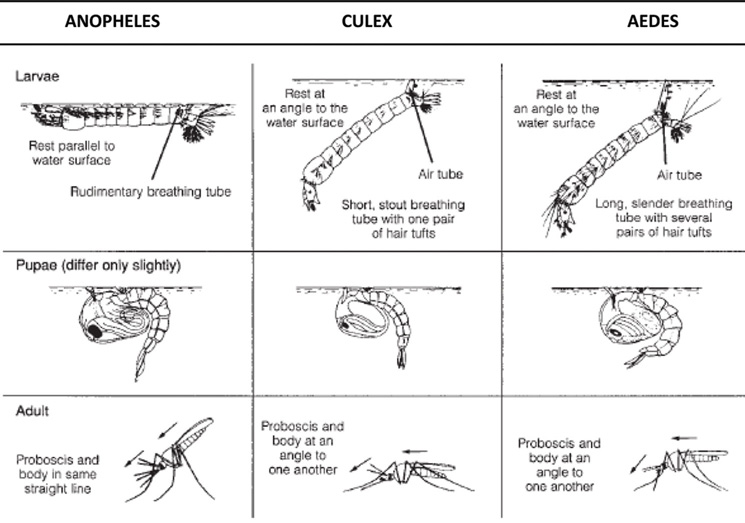 ANOPHELES CULEX AEDES
Larvae
Rest parallel to
water surface
Rudimentary breathing tube
Rest at
an angle to the
water surface
Air tube
Short, stout breathing
tube with one pair
of hair tufts
Rest at
an angle to the
water surface
Air tube
Long, slender breathing
tube with several
pairs of hair tufts
Pupae (differ only slightly)
Adult
Proboscis and
body in same
straight line
Proboscis and
body at an
angle to
one another
Proboscis and
body at an
angle to
one another